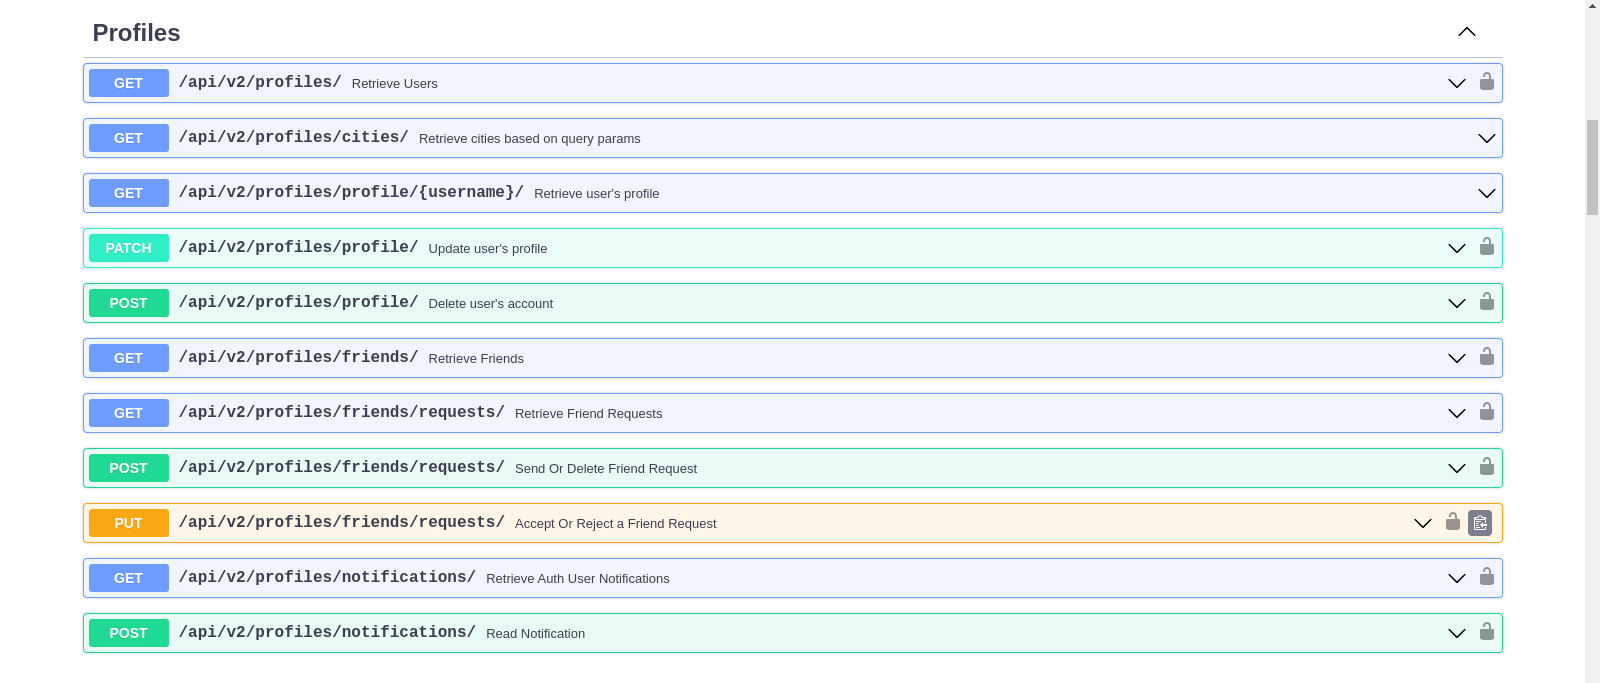 Profiles
GET /api/v2/profiles/ Retrieve Users
GET /api/v2/profiles/cities/ Retrieve cities based on query params
GET /api/v2/profiles/profile/{username}/ Retrieve user's profile
PATCH /api/v2/profiles/profile/ Update user's profile
POST /api/v2/profiles/profile/ Delete user's account
GET /api/v2/profiles/friends/ Retrieve Friends
GET /api/v2/profiles/friends/requests/ Retrieve Friend Requests
POST /api/v2/profiles/friends/requests/ Send Or Delete Friend Request
PUT /api/v2/profiles/friends/requests/ Accept Or Reject a Friend Request
GET /api/v2/profiles/notifications/ Retrieve Auth User Notifications
POST /api/v2/profiles/notifications/ Read Notification